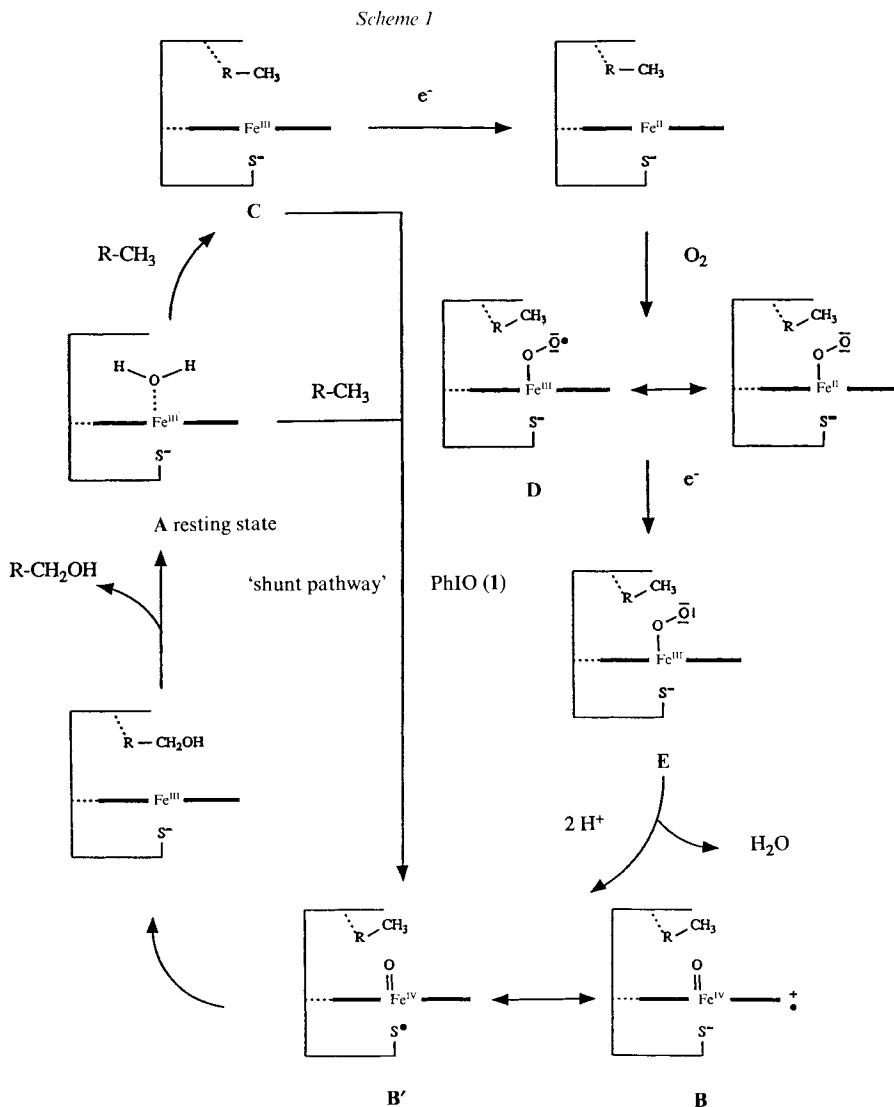 Scheme 1
R—CH₃
Feᴵᴵᴵ
S⁻
C
e⁻
R—CH₃
Feᴵᴵ
S⁻
R-CH₃
O₂
H O H
Feᴵᴵᴵ
S⁻
A resting state
R-CH₃
R CH₃
O O•
Feᴵᴵᴵ
S⁻
D
R CH₃
O O
Feᴵᴵ
S⁻
e⁻
R-CH₂OH
'shunt pathway'
PhIO (1)
R CH₃
O O
Feᴵᴵᴵ
S⁻
E
R—CH₂OH
Feᴵᴵᴵ
S⁻
2 H⁺
H₂O
R CH₃
O
Feᴵⱽ
S•
B′
R CH₃
O
Feᴵⱽ
+
•
S⁻
B